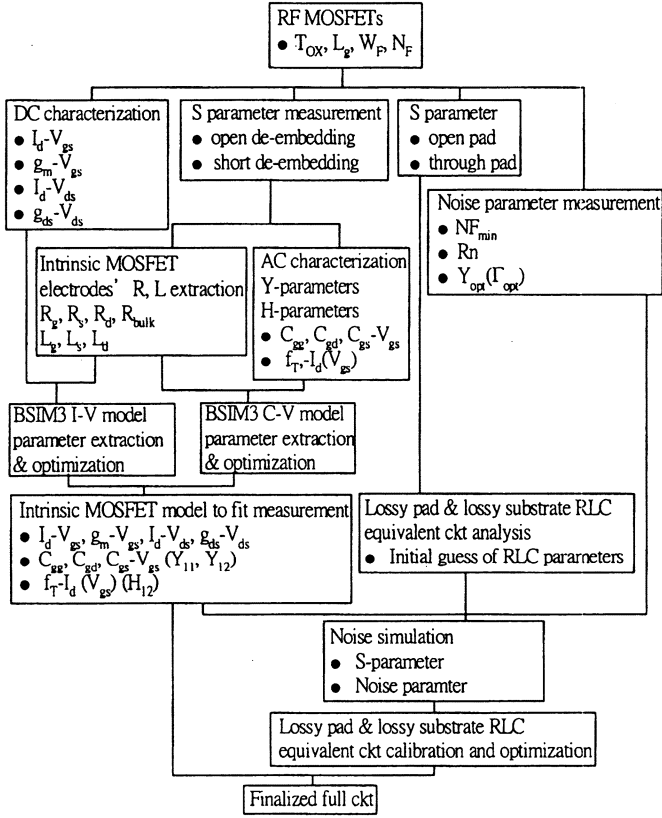 RF MOSFETs
● T_OX, L_g, W_F, N_F
DC characterization
● I_d-V_gs
● g_m-V_gs
● I_d-V_ds
● g_ds-V_ds
S parameter measurement
● open de-embedding
● short de-embedding
S parameter
● open pad
● through pad
Noise parameter measurement
● NF_min
● Rn
● Y_opt(Γ_opt)
Intrinsic MOSFET
electrodes' R, L extraction
R_g, R_s, R_d, R_bulk
L_g, L_s, L_d
AC characterization
Y-parameters
H-parameters
● C_gg, C_gd, C_gs-V_gs
● f_T,-I_d(V_gs)
BSIM3 I-V model
parameter extraction
& optimization
BSIM3 C-V model
parameter extraction
& optimization
Intrinsic MOSFET model to fit measurement
● I_d-V_gs, g_m-V_gs, I_d-V_ds, g_ds-V_ds
● C_gg, C_gd, C_gs-V_gs (Y_11, Y_12)
● f_T-I_d (V_gs) (H_12)
Lossy pad & lossy substrate RLC
equivalent ckt analysis
● Initial guess of RLC parameters
Noise simulation
● S-parameter
● Noise paramter
Lossy pad & lossy substrate RLC
equivalent ckt calibration and optimization
Finalized full ckt